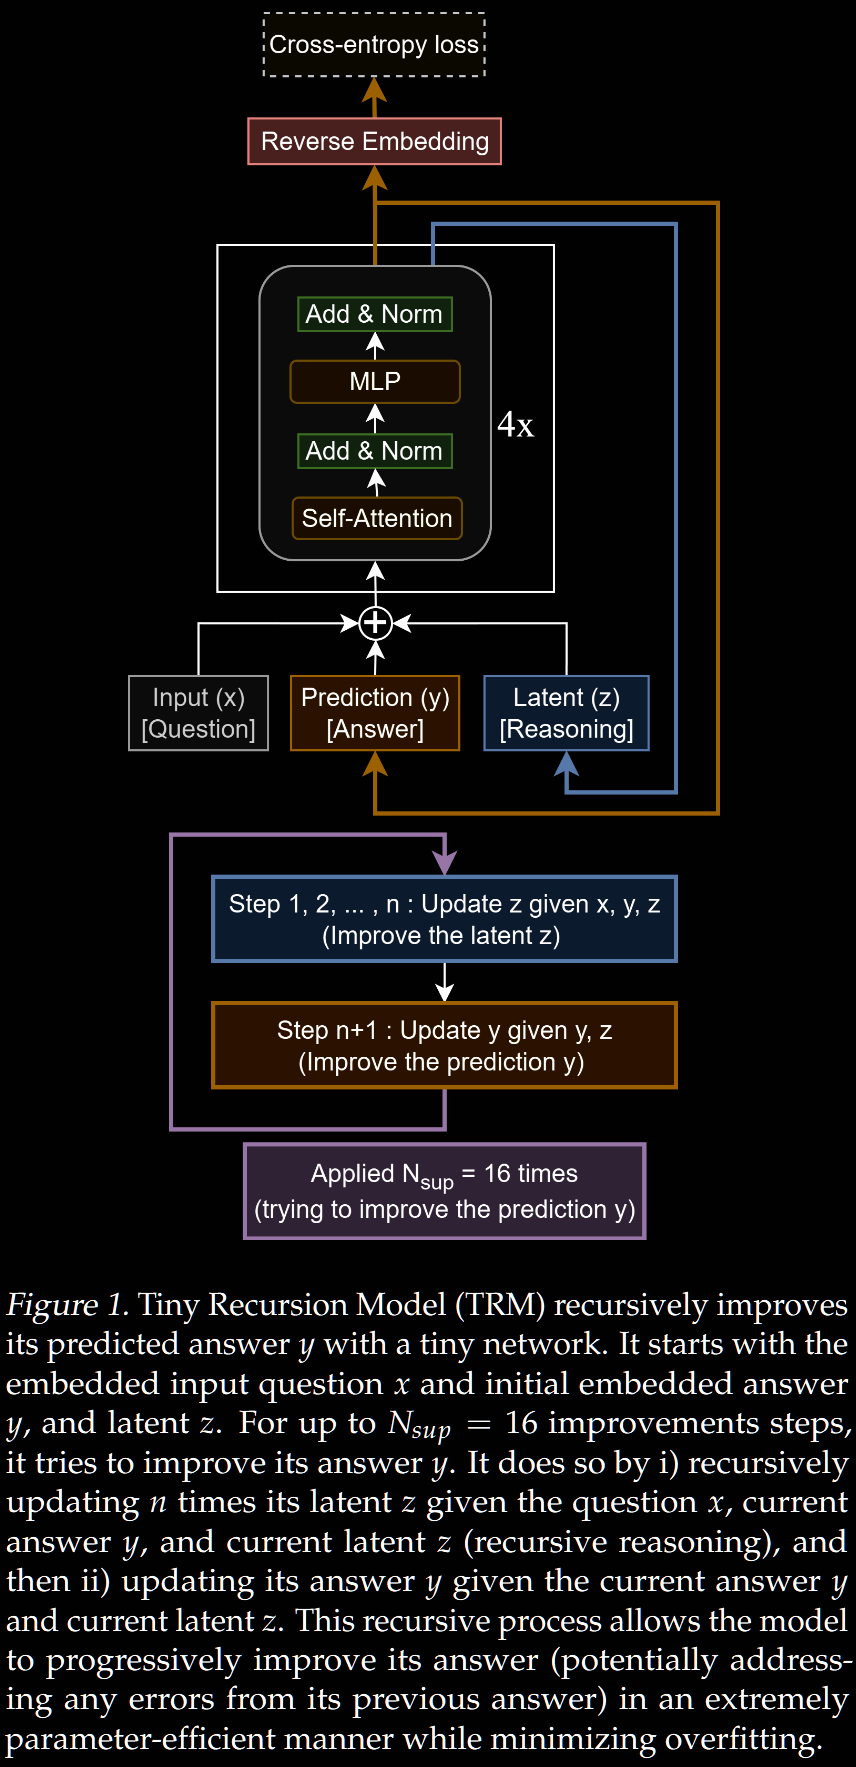 Cross-entropy loss
Reverse Embedding
Add & Norm
MLP
Add & Norm
4x
Self-Attention
Input (x)
[Question]
Prediction (y)
[Answer]
Latent (z)
[Reasoning]
Step 1, 2, ... , n : Update z given x, y, z
(Improve the latent z)
Step n+1 : Update y given y, z
(Improve the prediction y)
Applied Nsup = 16 times
(trying to improve the prediction y)
Figure 1. Tiny Recursion Model (TRM) recursively improves
its predicted answer y with a tiny network. It starts with the
embedded input question x and initial embedded answer
y, and latent z. For up to Nsup = 16 improvements steps,
it tries to improve its answer y. It does so by i) recursively
updating n times its latent z given the question x, current
answer y, and current latent z (recursive reasoning), and
then ii) updating its answer y given the current answer y
and current latent z. This recursive process allows the model
to progressively improve its answer (potentially address-
ing any errors from its previous answer) in an extremely
parameter-efficient manner while minimizing overfitting.